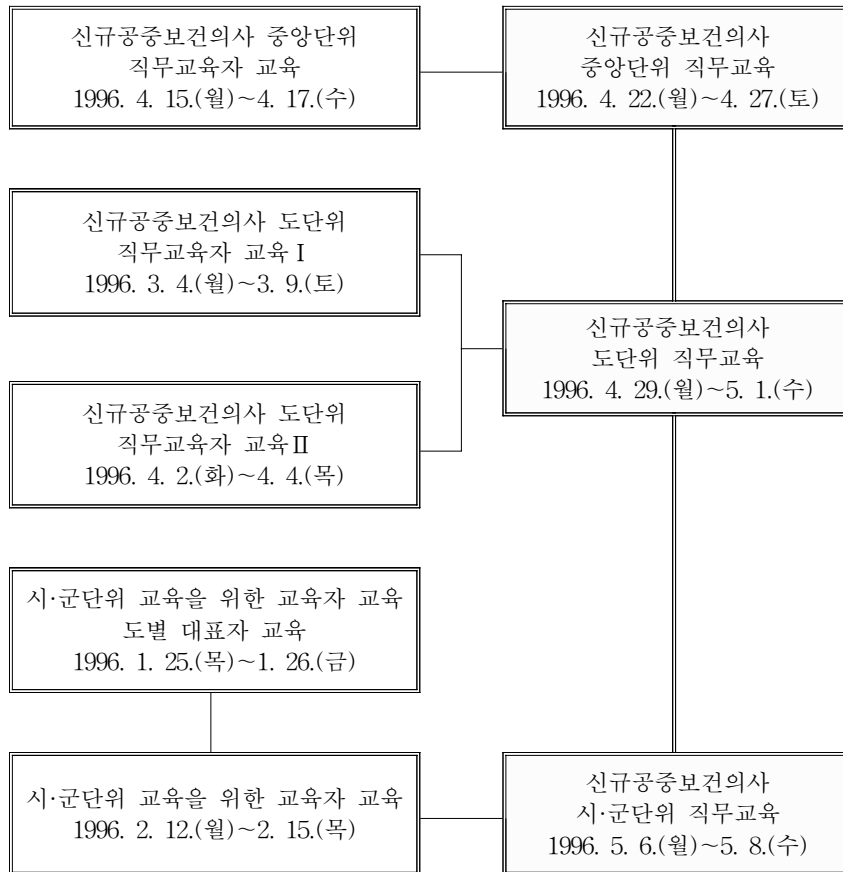 신규공중보건의사 중앙단위
직무교육자 교육
1996. 4. 15.(월)~4. 17.(수)
신규공중보건의사
중앙단위 직무교육
1996. 4. 22.(월)~4. 27.(토)
신규공중보건의사 도단위
직무교육자 교육Ⅰ
1996. 3. 4.(월)~3. 9.(토)
신규공중보건의사
도단위 직무교육
1996. 4. 29.(월)~5. 1.(수)
신규공중보건의사 도단위
직무교육자 교육Ⅱ
1996. 4. 2.(화)~4. 4.(목)
시·군단위 교육을 위한 교육자 교육
도별 대표자 교육
1996. 1. 25.(목)~1. 26.(금)
시·군단위 교육을 위한 교육자 교육
1996. 2. 12.(월)~2. 15.(목)
신규공중보건의사
시·군단위 직무교육
1996. 5. 6.(월)~5. 8.(수)